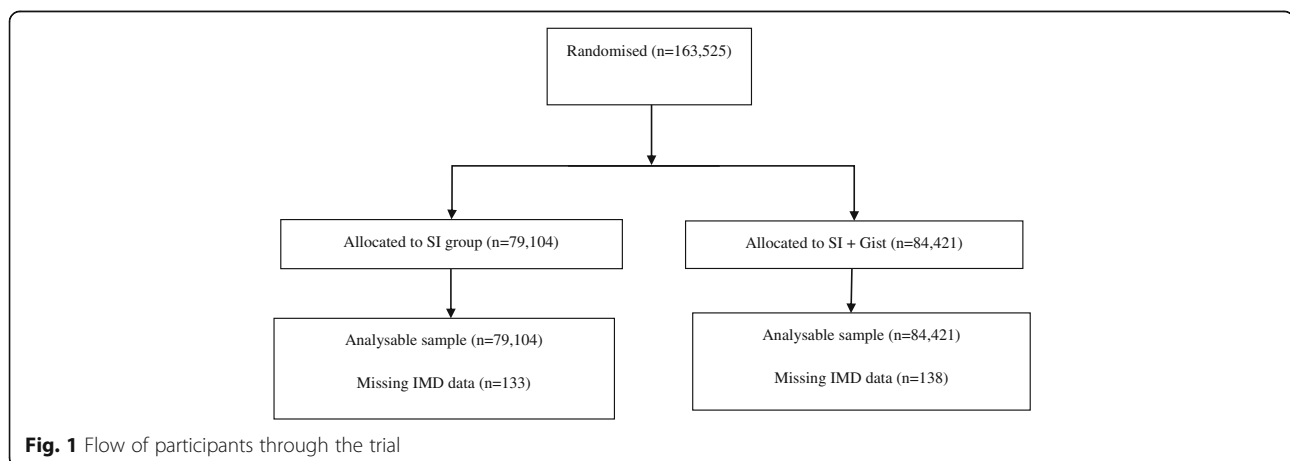 Randomised (n=163,525)
Allocated to SI group (n=79,104)
Allocated to SI + Gist (n=84,421)
Analysable sample (n=79,104)
Missing IMD data (n=133)
Analysable sample (n=84,421)
Missing IMD data (n=138)
Fig. 1 Flow of participants through the trial